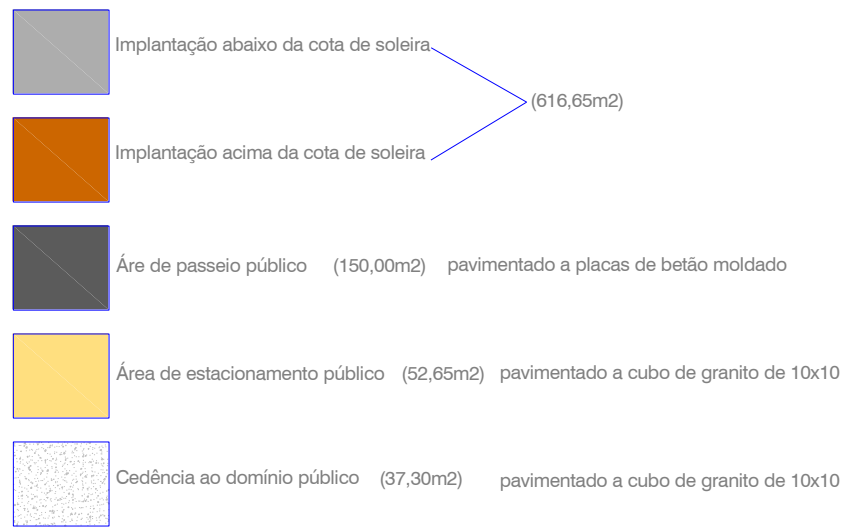 Implantação abaixo da cota de soleira
(616,65m2)
Implantação acima da cota de soleira
Áre de passeio público (150,00m2) pavimentado a placas de betão moldado
Área de estacionamento público (52,65m2) pavimentado a cubo de granito de 10x10
Cedência ao domínio público (37,30m2) pavimentado a cubo de granito de 10x10